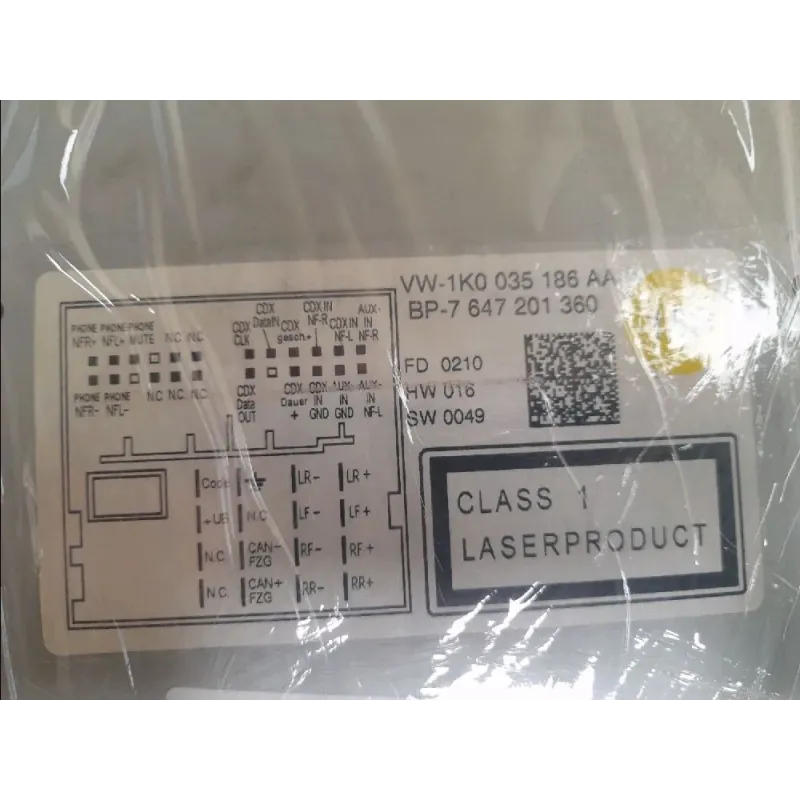 VW-1K0 035 186 AA
BP-7 647 201 360
FD 0210
HW 016
SW 0049
CLASS 1
LASERPRODUCT
PHONE PHONE PHONE
NFR+ NFL+ MUTE N.C. N.C.
PHONE PHONE
NFR- NFL- N.C. N.C. N.C.
CDX CDX IN AUX-
CDX DataIN CDX NF-R CDX IN IN
CLK gesch.+ NF-L NF-R
CDX CDX CDX AUX- AUX-
Data Dauer IN IN IN
OUT + GND GND NF-L
Code LR- LR+
+UB N.C. LF- LF+
N.C. CAN- RF- RF+
FZG
N.C. CAN+ RR- RR+
FZG